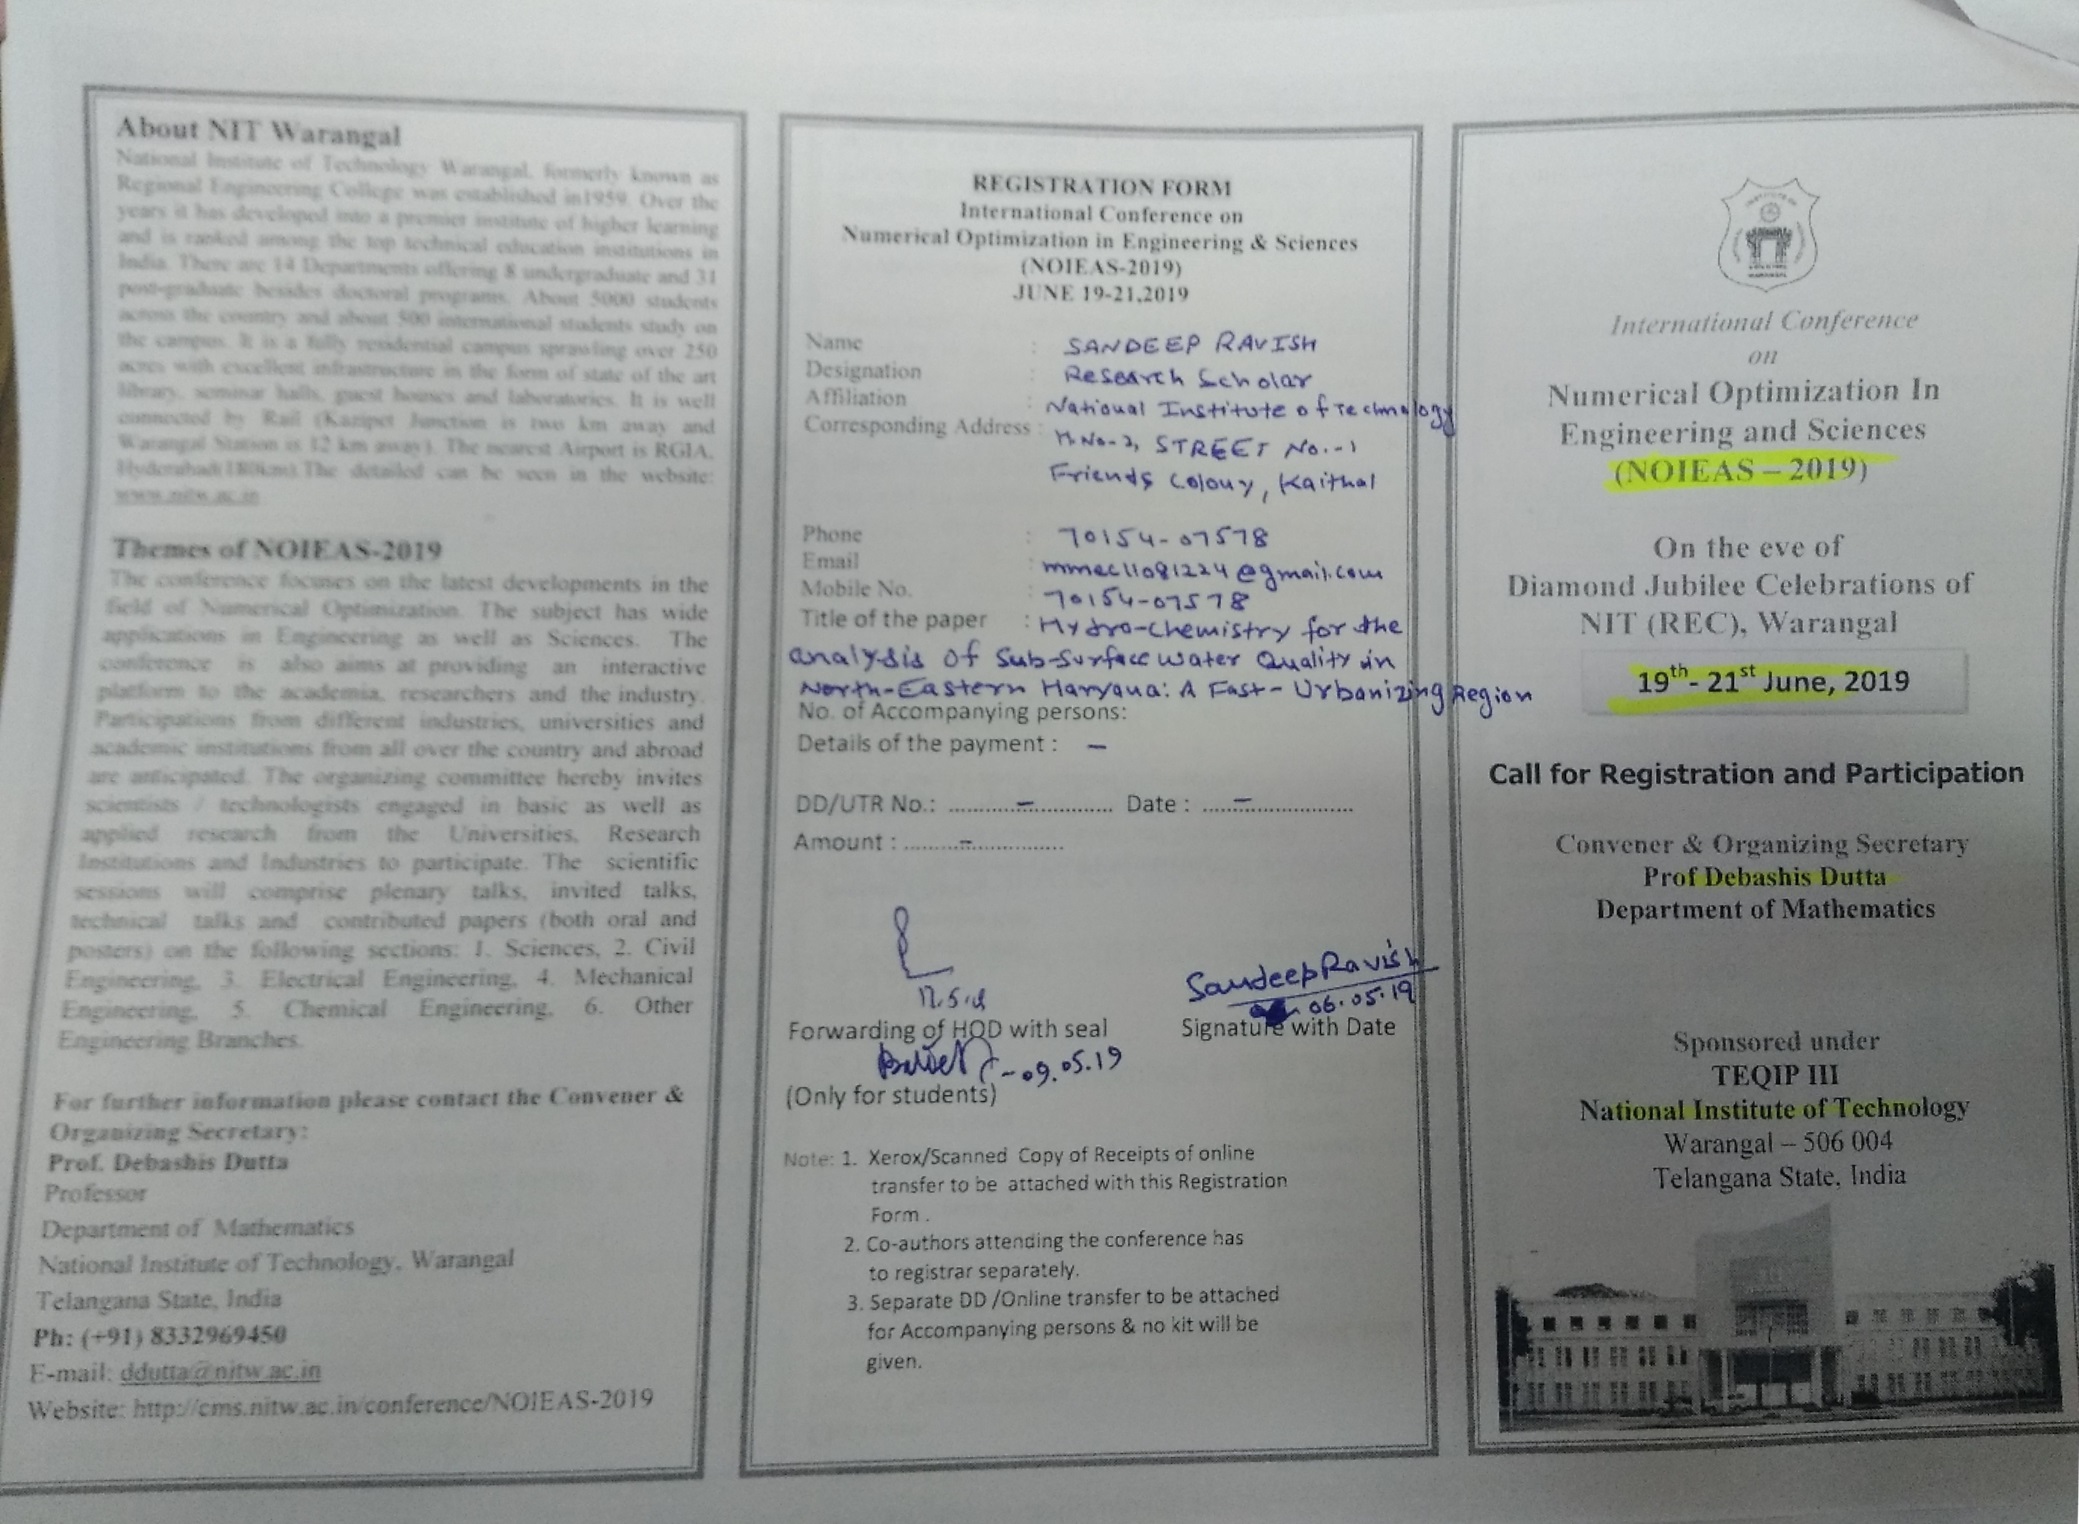 About NIT Warangal
National Institute of Technology Warangal, formerly known as
Regional Engineering College was established in1959. Over the
years it has developed into a premier institute of higher learning
and is ranked among the top technical education institutions in
India. There are 14 Departments offering 8 undergraduate and 31
post-graduate besides doctoral programs. About 5000 students
across the country and about 500 international students study on
the campus. It is a fully residential campus sprawling over 250
acres with excellent infrastructure in the form of state of the art
library, seminar halls, guest houses and laboratories. It is well
connected by Rail (Kazipet Junction is two km away and
Warangal Station is 12 km away). The nearest Airport is RGIA,
Hyderabad(180km).The detailed can be seen in the website:
www.nitw.ac.in
Themes of NOIEAS-2019
The conference focuses on the latest developments in the
field of Numerical Optimization. The subject has wide
applications in Engineering as well as Sciences. The
conference is also aims at providing an interactive
platform to the academia, researchers and the industry.
Participations from different industries, universities and
academic institutions from all over the country and abroad
are anticipated. The organizing committee hereby invites
scientists / technologists engaged in basic as well as
applied research from the Universities, Research
Institutions and Industries to participate. The scientific
sessions will comprise plenary talks, invited talks,
technical talks and contributed papers (both oral and
posters) on the following sections: 1. Sciences, 2. Civil
Engineering, 3. Electrical Engineering, 4. Mechanical
Engineering, 5. Chemical Engineering, 6. Other
Engineering Branches.
For further information please contact the Convener &
Organizing Secretary:
Prof. Debashis Dutta
Professor
Department of Mathematics
National Institute of Technology, Warangal
Telangana State, India
Ph: (+91) 8332969450
E-mail: ddutta@nitw.ac.in
Website: http://cms.nitw.ac.in/conference/NOIEAS-2019
REGISTRATION FORM
International Conference on
Numerical Optimization in Engineering & Sciences
(NOIEAS-2019)
JUNE 19-21,2019
Name : SANDEEP RAVISH
Designation : Research Scholar
Affiliation : National Institute of Technology
Corresponding Address : H.No-2, STREET No.-1
Friends Colony, Kaithal
Phone : 70154-07578
Email : mmec11081224@gmail.com
Mobile No. : 70154-07578
Title of the paper : Hydro-Chemistry for the
analysis of Sub-Surface Water Quality in
North-Eastern Haryana: A Fast-Urbanizing Region
No. of Accompanying persons:
Details of the payment : –
DD/UTR No.: ..........–............ Date : ......–.................
Amount : .........–...............
Sandeep Ravish
06.05.19
Forwarding of HOD with seal Signature with Date
-09.05.19
(Only for students)
Note: 1. Xerox/Scanned Copy of Receipts of online
transfer to be attached with this Registration
Form .
2. Co-authors attending the conference has
to registrar separately.
3. Separate DD /Online transfer to be attached
for Accompanying persons & no kit will be
given.
International Conference
on
Numerical Optimization In
Engineering and Sciences
(NOIEAS – 2019)
On the eve of
Diamond Jubilee Celebrations of
NIT (REC), Warangal
19th- 21st June, 2019
Call for Registration and Participation
Convener & Organizing Secretary
Prof Debashis Dutta
Department of Mathematics
Sponsored under
TEQIP III
National Institute of Technology
Warangal – 506 004
Telangana State, India